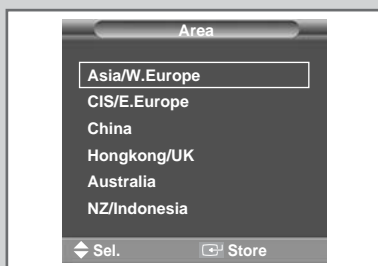 Area
Asia/W.Europe
CIS/E.Europe
China
Hongkong/UK
Australia
NZ/Indonesia
Sel. Store